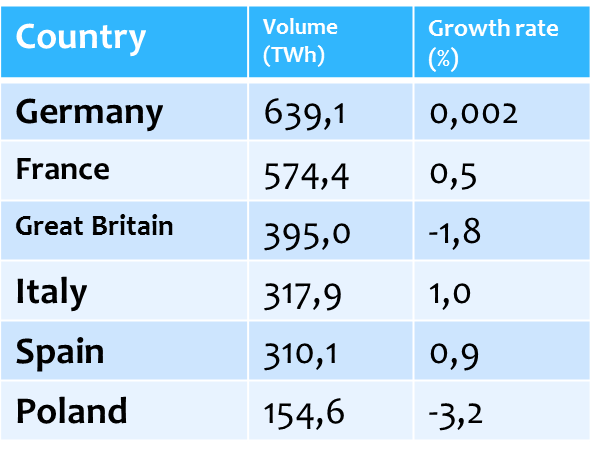 Country Volume (TWh) Growth rate (%)
Germany 639,1 0,002
France 574,4 0,5
Great Britain 395,0 -1,8
Italy 317,9 1,0
Spain 310,1 0,9
Poland 154,6 -3,2